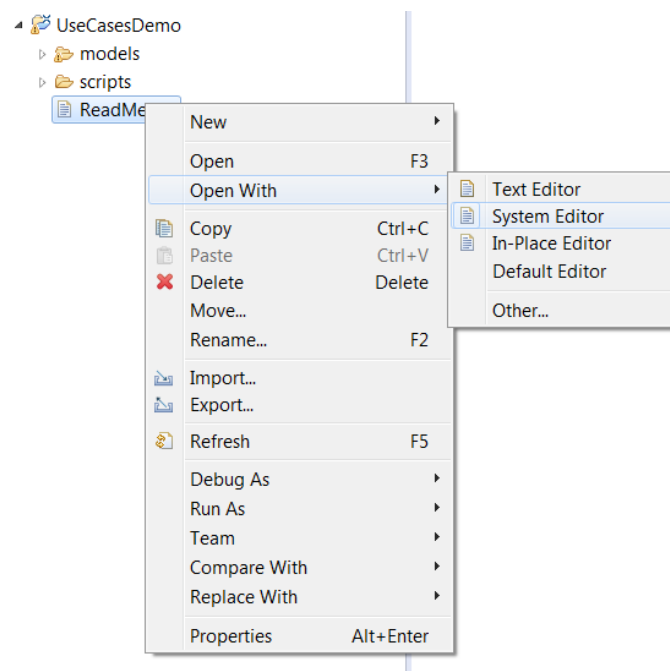 UseCasesDemo
models
scripts
ReadMe
New
Open F3
Open With
Copy Ctrl+C
Paste Ctrl+V
Delete Delete
Move...
Rename... F2
Import...
Export...
Refresh F5
Debug As
Run As
Team
Compare With
Replace With
Properties Alt+Enter
Text Editor
System Editor
In-Place Editor
Default Editor
Other...